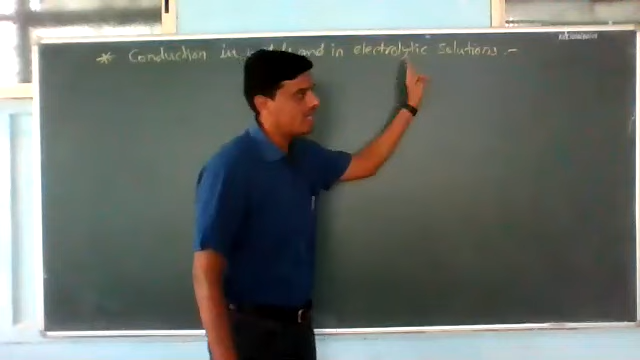 * Conduction in and in electrolytic solutions :-